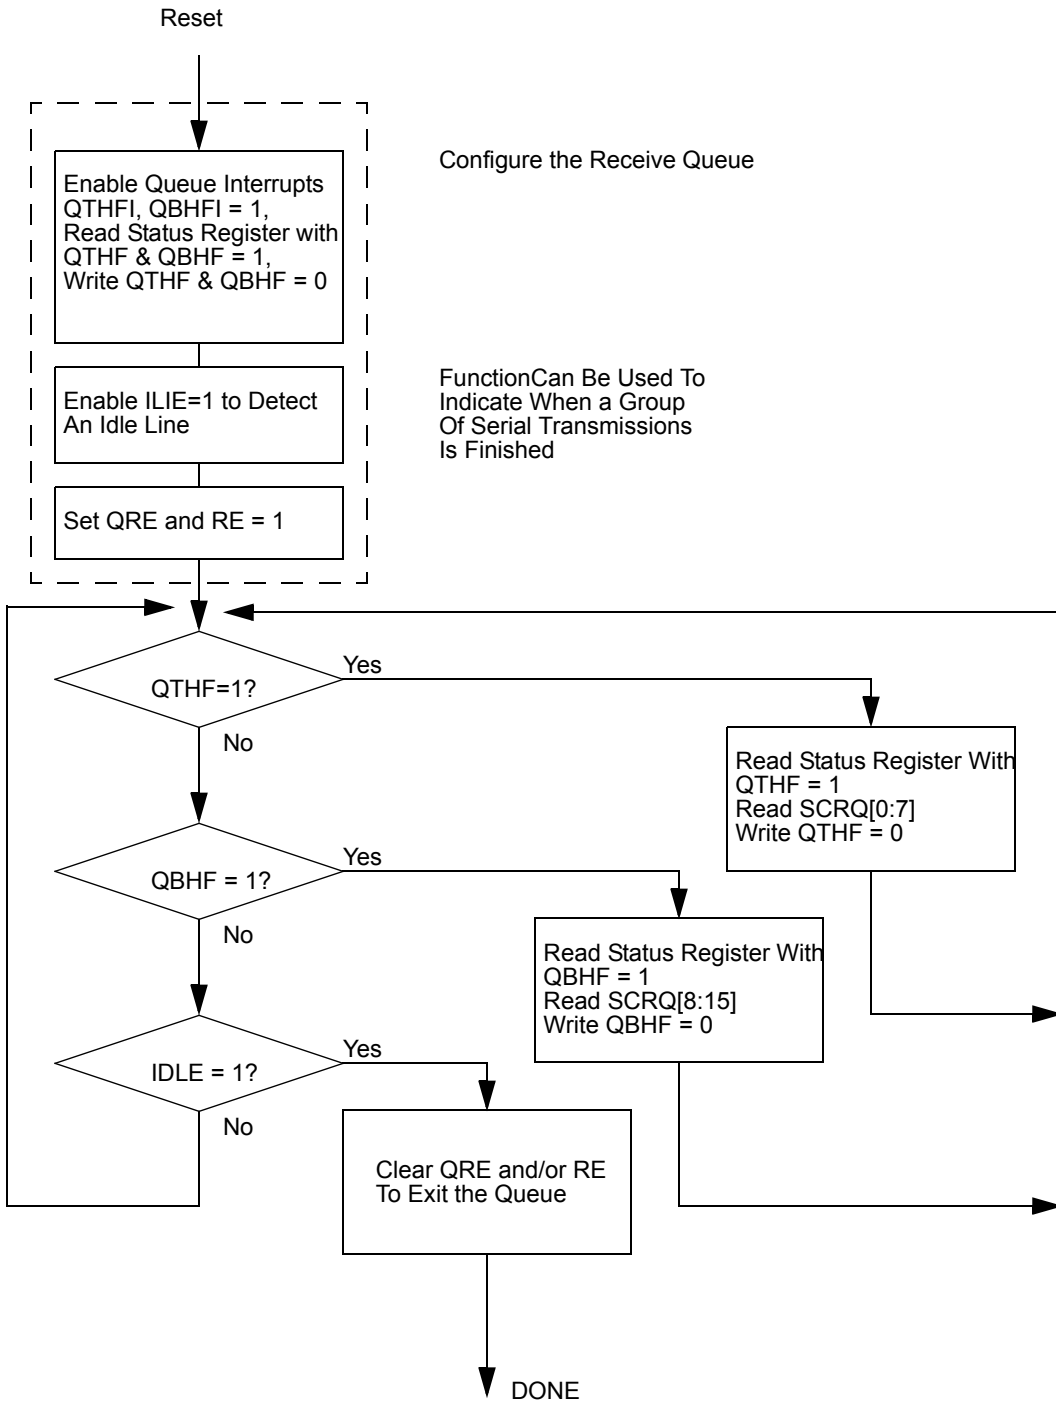 Reset
Configure the Receive Queue
Enable Queue Interrupts
QTHFI, QBHFI = 1,
Read Status Register with
QTHF & QBHF = 1,
Write QTHF & QBHF = 0
FunctionCan Be Used To
Indicate When a Group
Of Serial Transmissions
Is Finished
Enable ILIE=1 to Detect
An Idle Line
Set QRE and RE = 1
QTHF=1?
Yes
No
Read Status Register With
QTHF = 1
Read SCRQ[0:7]
Write QTHF = 0
QBHF = 1?
Yes
No
Read Status Register With
QBHF = 1
Read SCRQ[8:15]
Write QBHF = 0
IDLE = 1?
Yes
No
Clear QRE and/or RE
To Exit the Queue
DONE